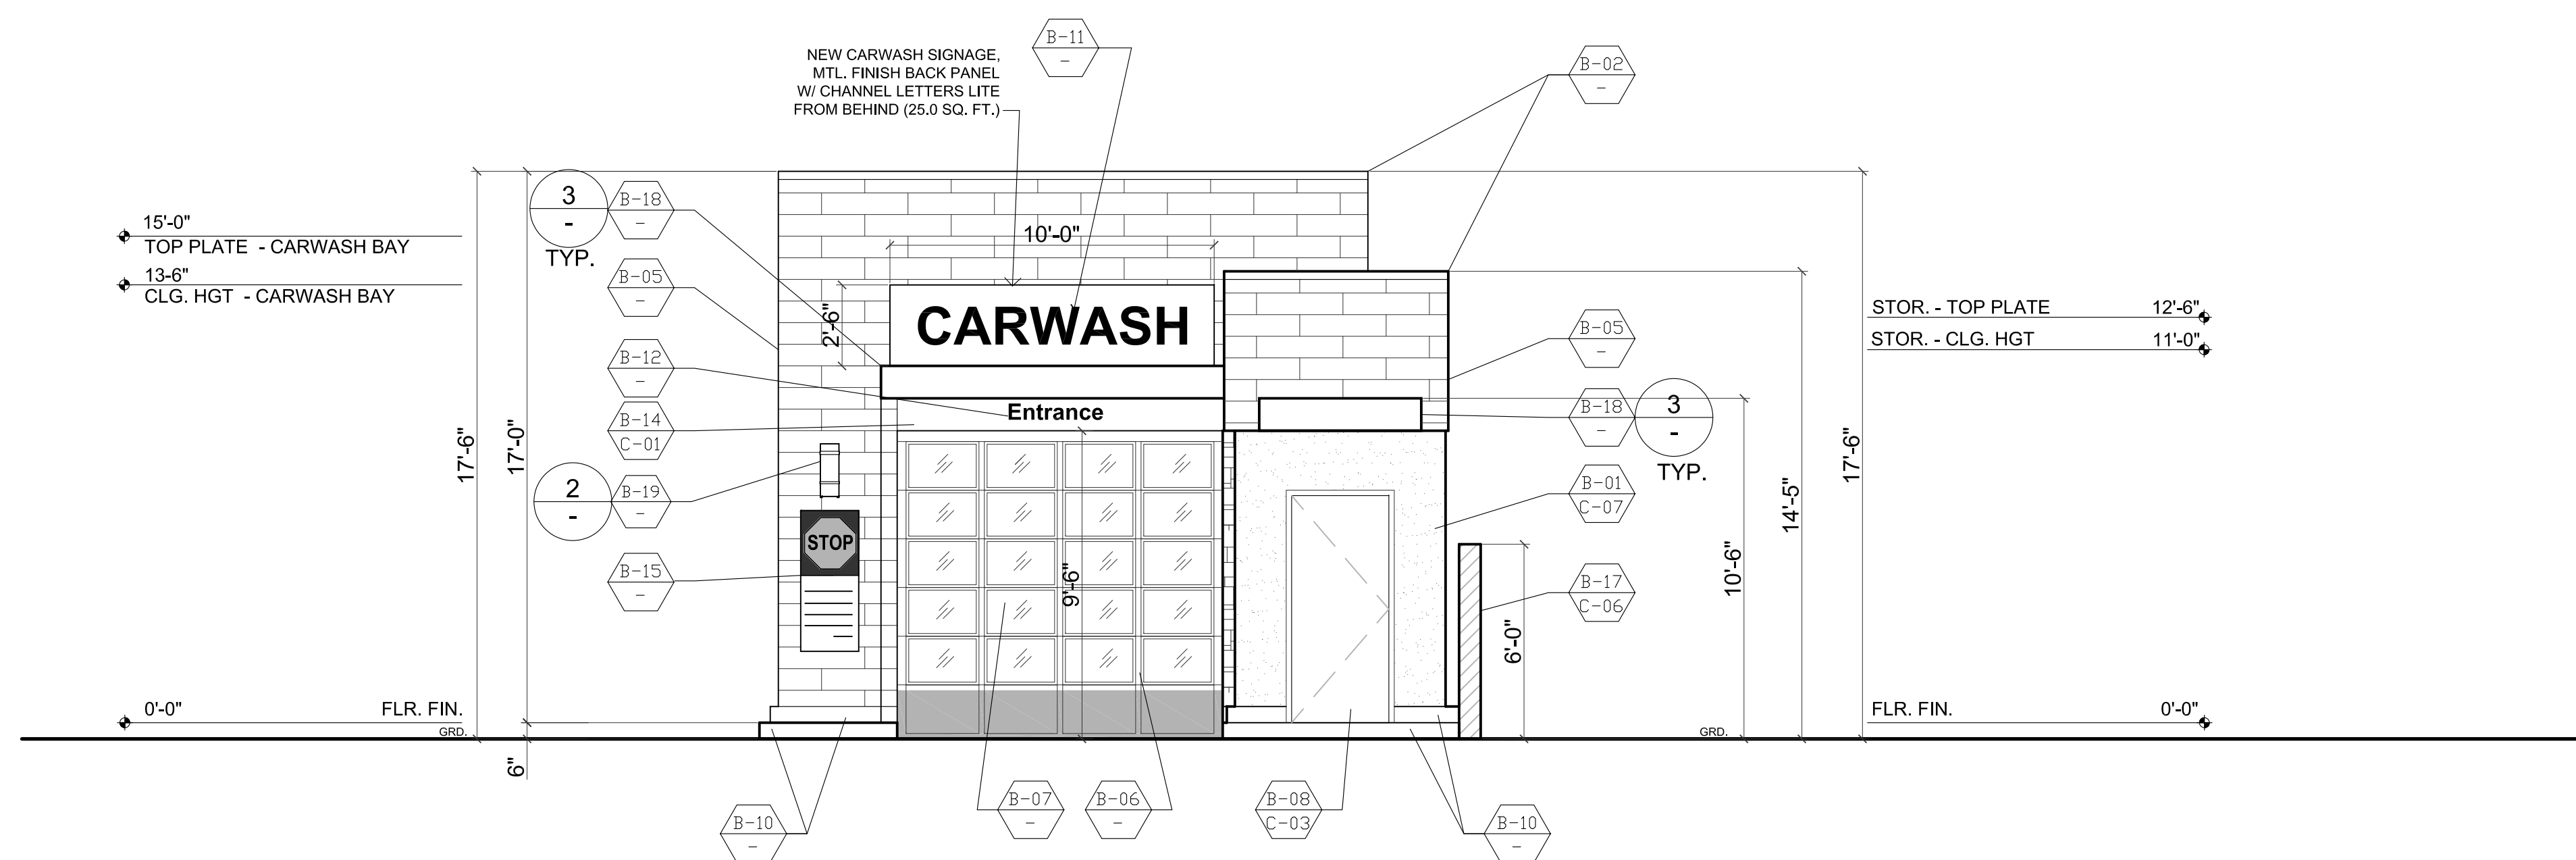 B-11
-
NEW CARWASH SIGNAGE,
MTL. FINISH BACK PANEL
W/ CHANNEL LETTERS LITE
FROM BEHIND (25.0 SQ. FT.)
B-02
-
3
-
TYP.
B-18
-
15'-0"
TOP PLATE - CARWASH BAY
13-6"
CLG. HGT - CARWASH BAY
10'-0"
B-05
-
2'-6"
CARWASH
STOR. - TOP PLATE 12'-6"
STOR. - CLG. HGT 11'-0"
B-05
-
B-12
-
Entrance
B-14
C-01
B-18
-
3
-
TYP.
17'-6"
17'-0"
17'-6"
14'-5"
10'-6"
2
-
B-19
-
B-01
C-07
STOP
B-15
-
9'-6"
B-17
C-06
6'-0"
0'-0" FLR. FIN.
GRD.
FLR. FIN. 0'-0"
GRD.
6"
B-10
-
B-07
-
B-06
-
B-08
C-03
B-10
-